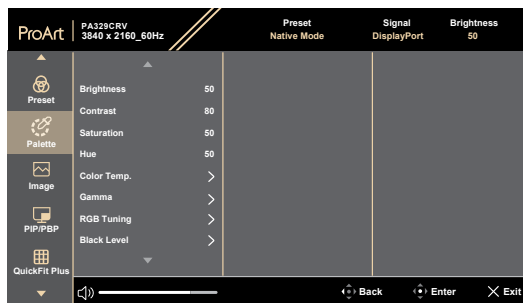 ProArt
PA329CRV
3840 x 2160_60Hz
Preset
Native Mode
Signal
DisplayPort
Brightness
50
Preset
Palette
Image
PIP/PBP
QuickFit Plus
Brightness 50
Contrast 80
Saturation 50
Hue 50
Color Temp.
Gamma
RGB Tuning
Black Level
Back
Enter
Exit